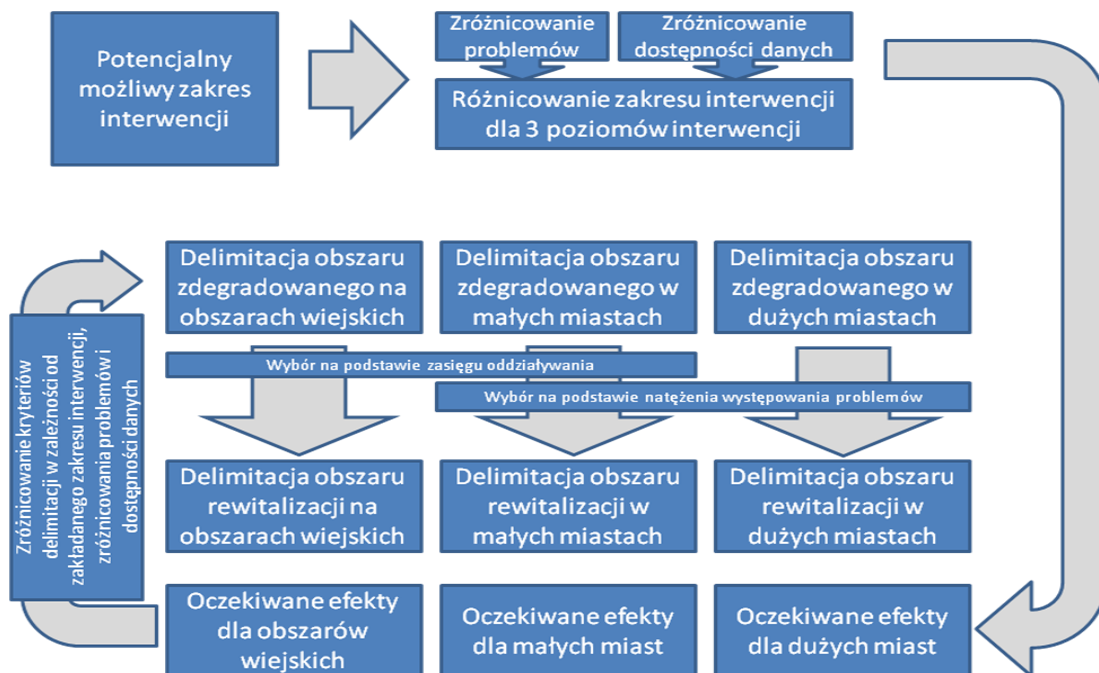 Potencjalny
możliwy zakres
interwencji
Zróżnicowanie
problemów
Zróżnicowanie
dostępności danych
Różnicowanie zakresu interwencji
dla 3 poziomów interwencji
Delimitacja obszaru
zdegradowanego na
obszarach wiejskich
Delimitacja obszaru
zdegradowanego w
małych miastach
Delimitacja obszaru
zdegradowanego w
dużych miastach
Wybór na podstawie zasięgu oddziaływania
Wybór na podstawie natężenia występowania problemów
Zróżnicowanie kryteriów
delimitacji w zależności od
zakładanego zakresu interwencji,
zróżnicowania problemów i
dostępności danych
Delimitacja obszaru
rewitalizacji na
obszarach wiejskich
Delimitacja obszaru
rewitalizacji w
małych miastach
Delimitacja obszaru
rewitalizacji w
dużych miastach
Oczekiwane efekty
dla obszarów
wiejskich
Oczekiwane efekty
dla małych miast
Oczekiwane efekty
dla dużych miast